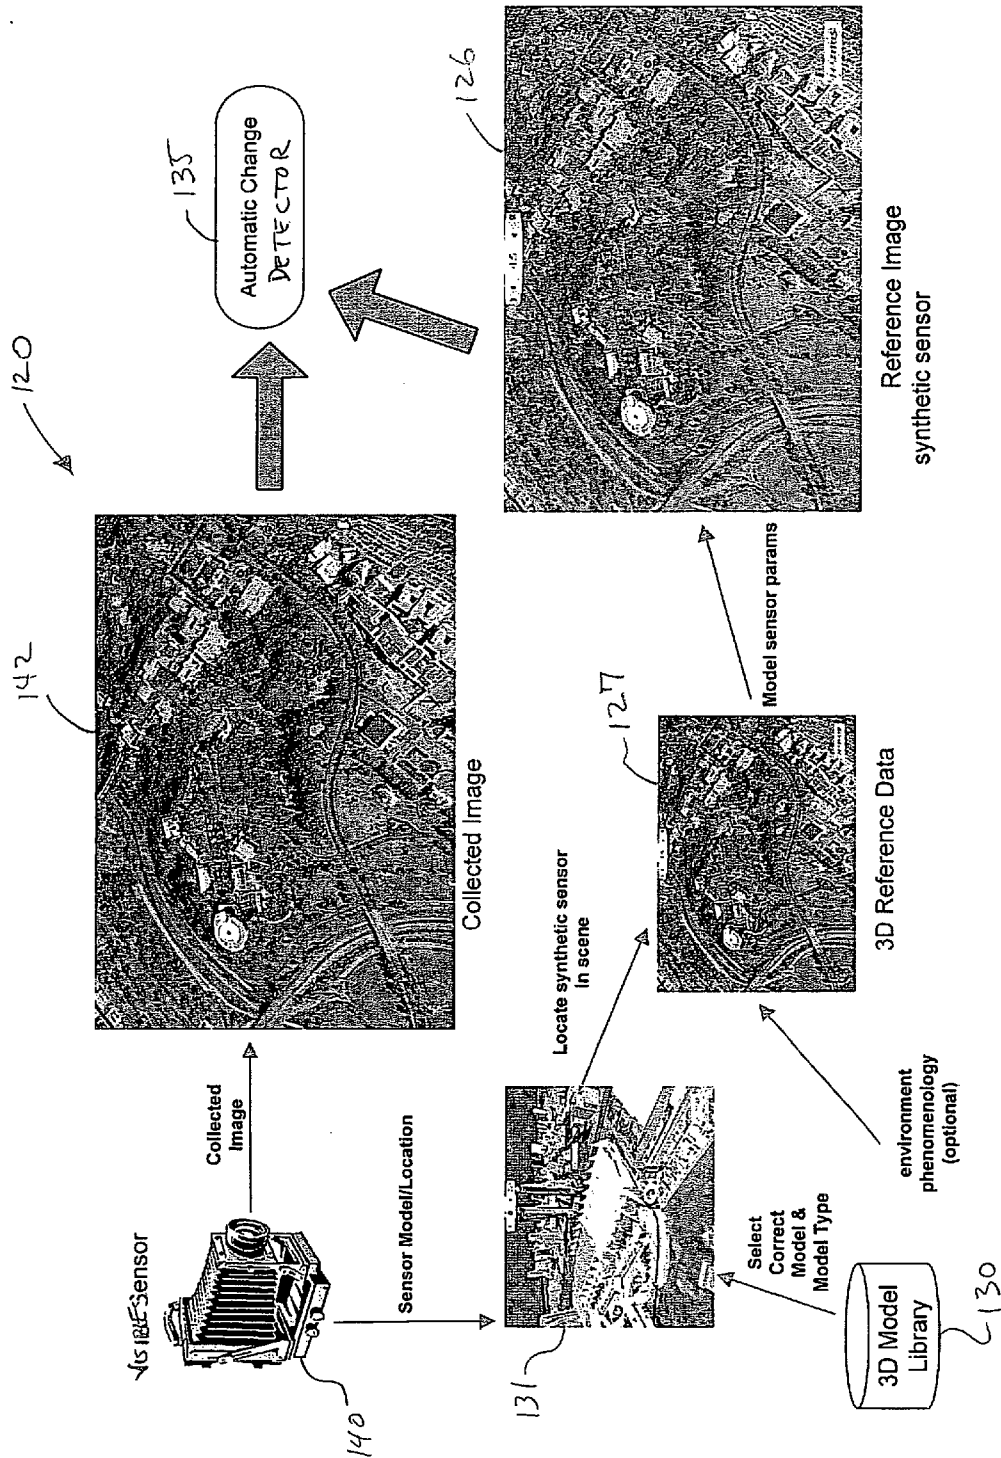 120
135
Automatic Change
DETECTOR
142
Collected Image
126
Reference Image
synthetic sensor
VISIBLE Sensor
140
Collected
Image
Sensor Model/Location
131
Locate synthetic sensor
In scene
127
3D Reference Data
Model sensor params
Select
Correct
Model &
Model Type
environment
phenomenology
(optional)
3D Model
Library
130